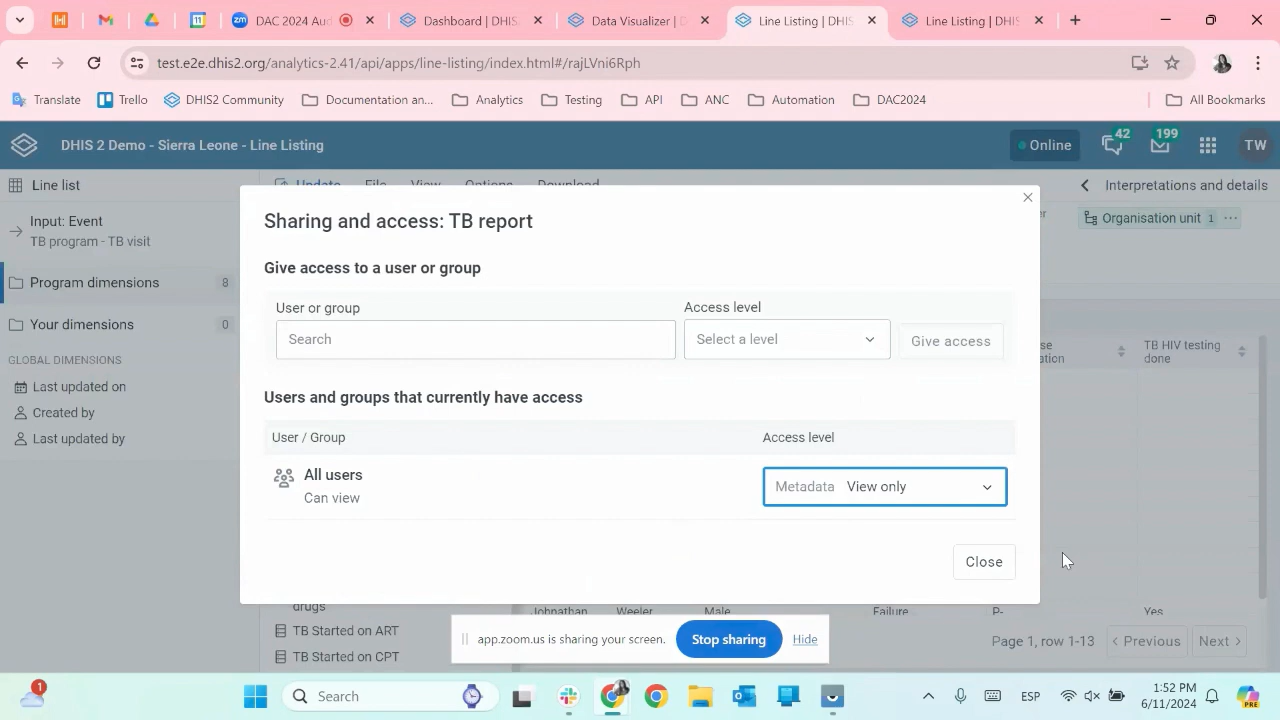 DAC 2024 Aud
Dashboard | DHIS
Data Visualizer | D
Line Listing | DHIS
Line Listing | DHIS
test.e2e.dhis2.org/analytics-2.41/api/apps/line-listing/index.html#/rajLVni6Rph
Translate
Trello
DHIS2 Community
Documentation an...
Analytics
Testing
API
ANC
Automation
DAC2024
All Bookmarks
DHIS 2 Demo - Sierra Leone - Line Listing
Online
42
199
TW
Line list
Update
File
View
Options
Download
Interpretations and details
Input: Event
TB program - TB visit
Organisation unit 1
Program dimensions 8
Your dimensions 0
GLOBAL DIMENSIONS
Last updated on
Created by
Last updated by
Sharing and access: TB report
Give access to a user or group
User or group
Access level
Search
Select a level
Give access
TB HIV testing
done
Users and groups that currently have access
User / Group
Access level
All users
Can view
Metadata View only
Close
drugs
TB Started on ART
TB Started on CPT
Johnathan
Weeler
Male
Failure
P-
Yes
app.zoom.us is sharing your screen.
Stop sharing
Hide
Page 1, row 1-13
Previous
Next
1
Search
ESP
1:52 PM
6/11/2024
PRE